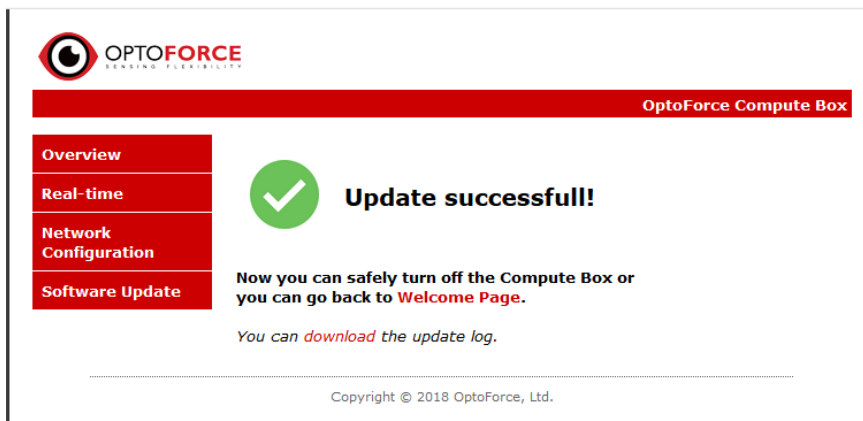 OPTOFORCE
SENSING FLEXIBILITY
OptoForce Compute Box
Overview
Real-time
Network
Configuration
Software Update
Update successfull!
Now you can safely turn off the Compute Box or
you can go back to Welcome Page.
You can download the update log.
Copyright © 2018 OptoForce, Ltd.